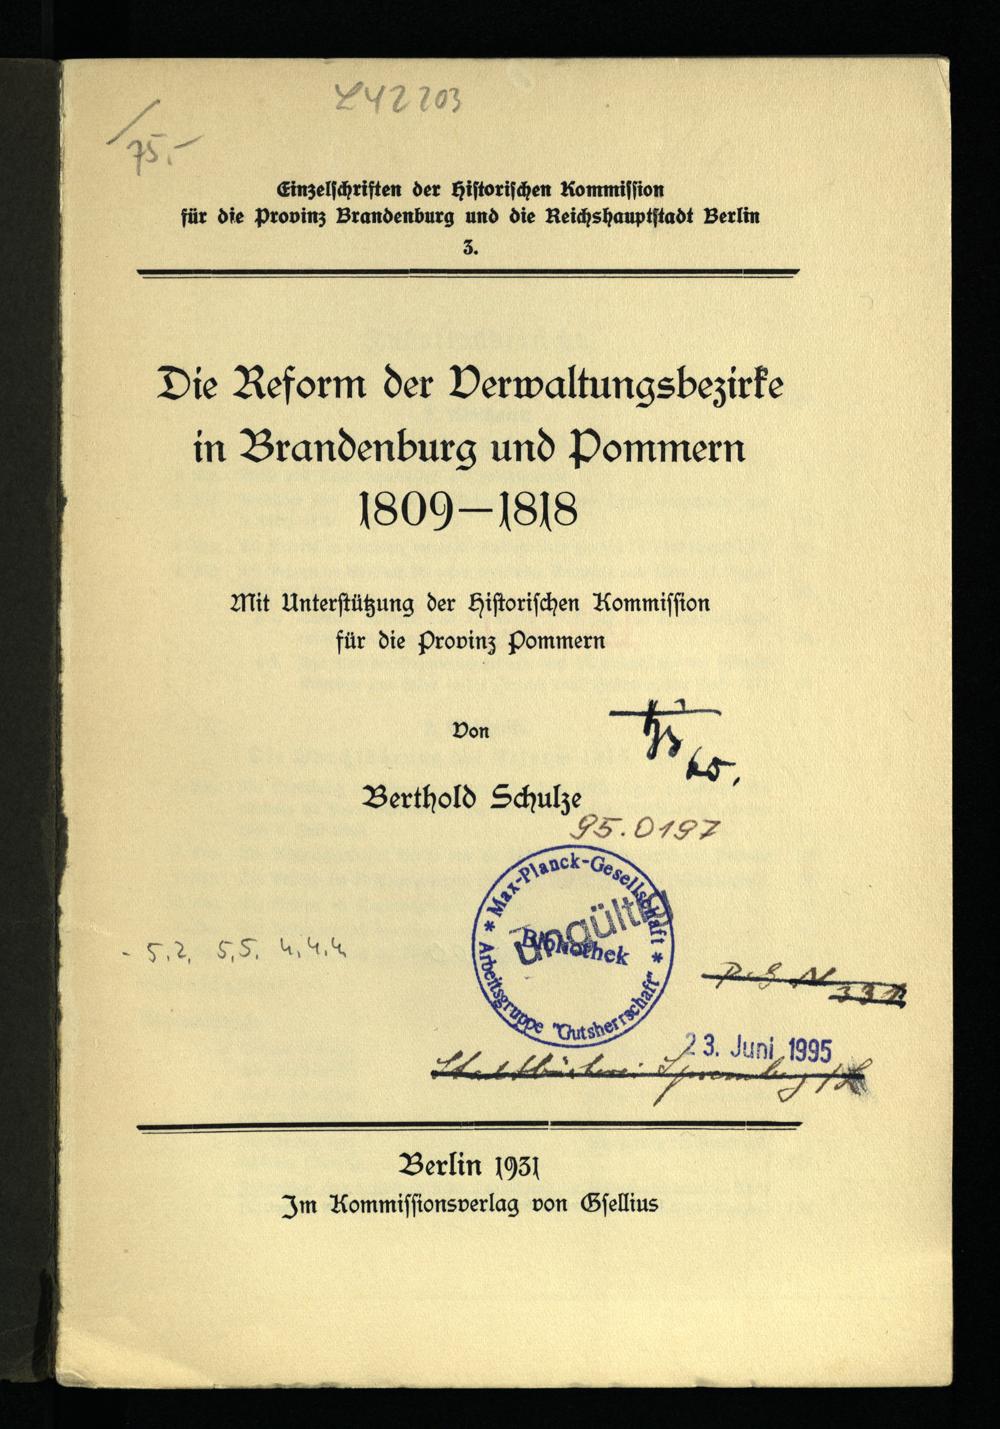 L42203
75,-
Einzelschriften der Historischen Kommission
für die Provinz Brandenburg und die Reichshauptstadt Berlin
3.
Die Reform der Verwaltungsbezirke
in Brandenburg und Pommern
1809—1818
Mit Unterstützung der Historischen Kommission
für die Provinz Pommern
Von
Berthold Schulze
95.0197
* Max-Planck-Gesellschaft *
Arbeitsgruppe "Gutsherrschaft"
Bibliothek
ungültig
- 5.2. 5,5. 4.4.4
23. Juni 1995
Stadtbücherei Spremberg /L
Berlin 1931
Im Kommissionsverlag von Gsellius